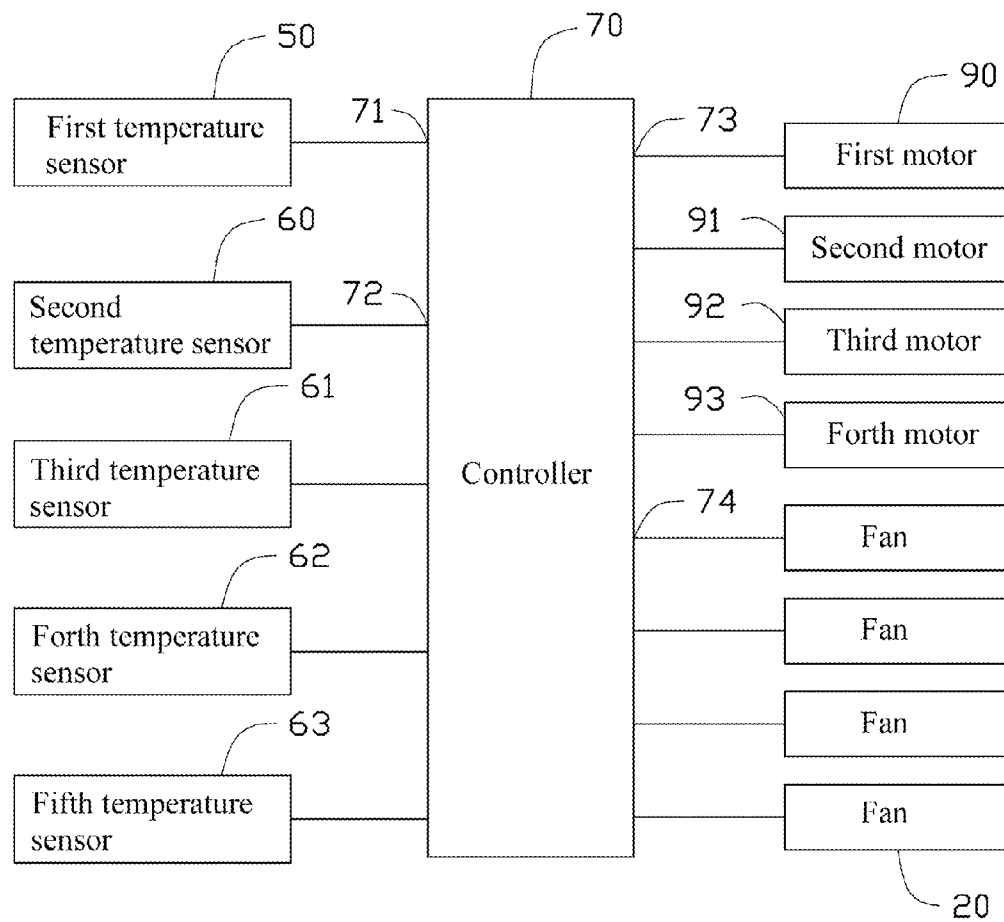 50
70
90
First temperature
sensor
71
73
First motor
60
91
Second
temperature sensor
72
Second motor
92
Third motor
61
93
Third temperature
sensor
Forth motor
Controller
74
Fan
62
Forth temperature
sensor
Fan
63
Fan
Fifth temperature
sensor
Fan
20